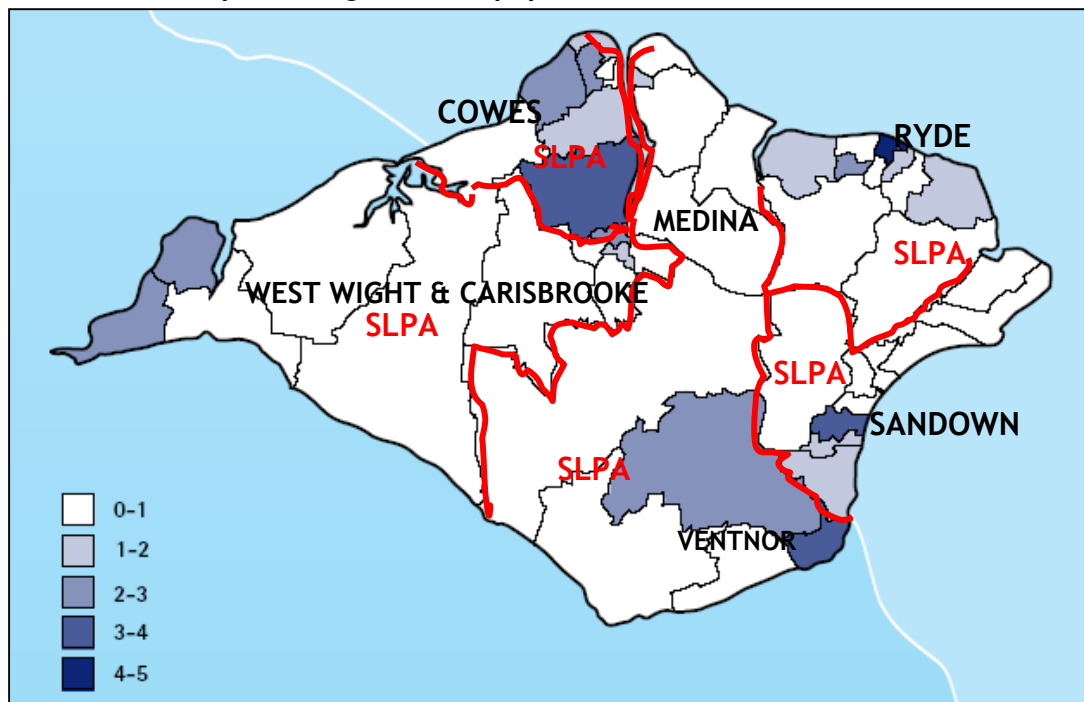 COWES
SLPA
RYDE
MEDINA
SLPA
WEST WIGHT & CARISBROOKE
SLPA
SLPA
SANDOWN
SLPA
VENTNOR
0-1
1-2
2-3
3-4
4-5